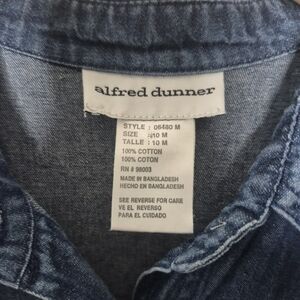 alfred dunner
STYLE : 06480 M
SIZE : 10 M
TALLE : 10 M
100% COTTON
100% COTON
RN # 98003
MADE IN BANGLADESH
HECHO EN BANGLADESH
SEE REVERSE FOR CARE
VE EL REVERSO
PARA EL CUIDADO